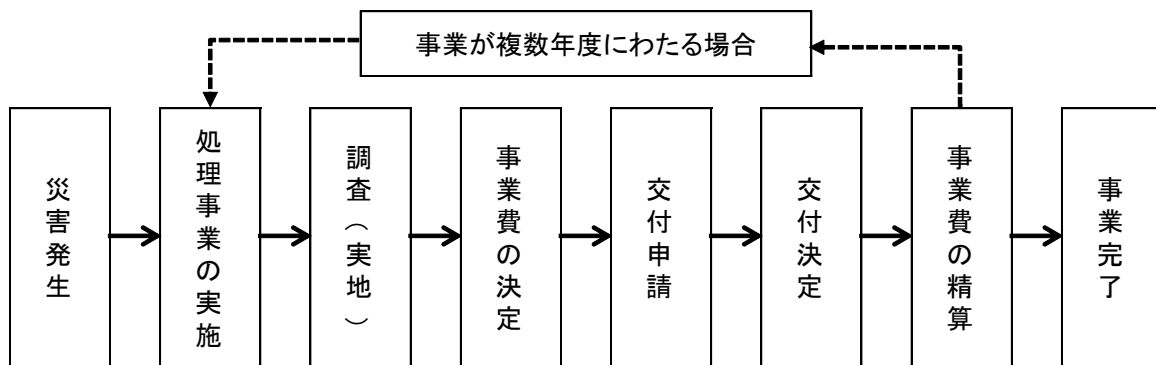 事業が複数年度にわたる場合
災害発生
処理事業の実施
調査（実地）
事業費の決定
交付申請
交付決定
事業費の精算
事業完了